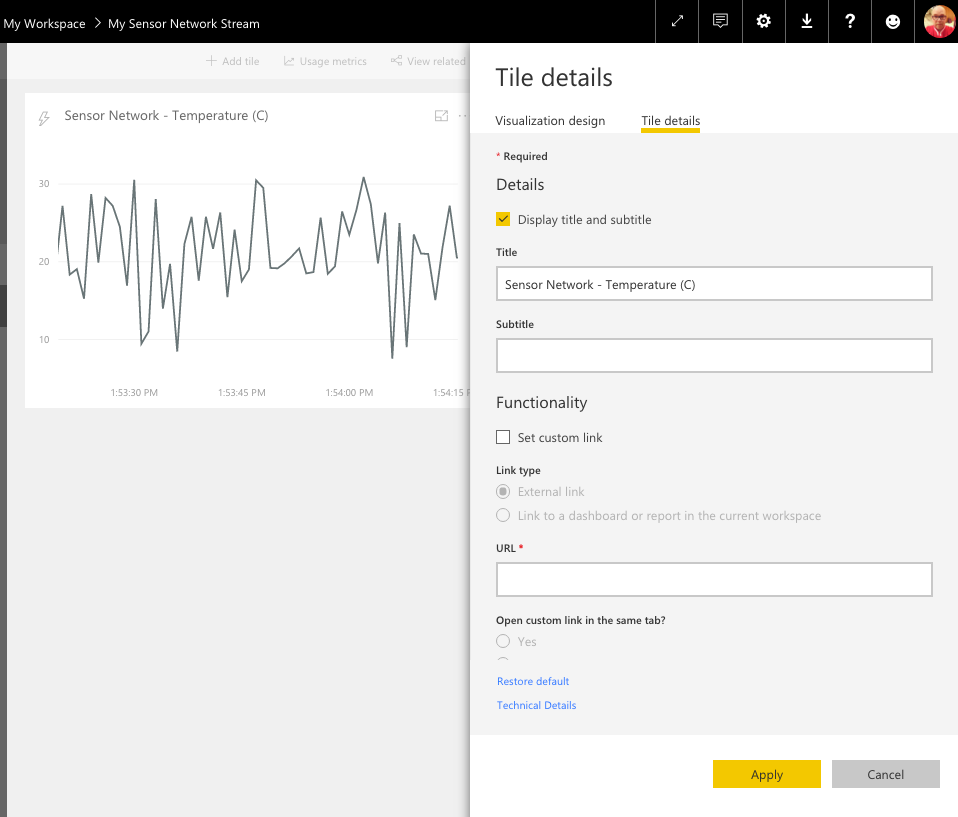 My Workspace > My Sensor Network Stream
Add tile
Usage metrics
View related
Sensor Network - Temperature (C)
30
20
10
1:53:30 PM
1:53:45 PM
1:54:00 PM
1:54:15 P
Tile details
Visualization design
Tile details
* Required
Details
Display title and subtitle
Title
Sensor Network - Temperature (C)
Subtitle
Functionality
Set custom link
Link type
External link
Link to a dashboard or report in the current workspace
URL *
Open custom link in the same tab?
Yes
Restore default
Technical Details
Apply
Cancel